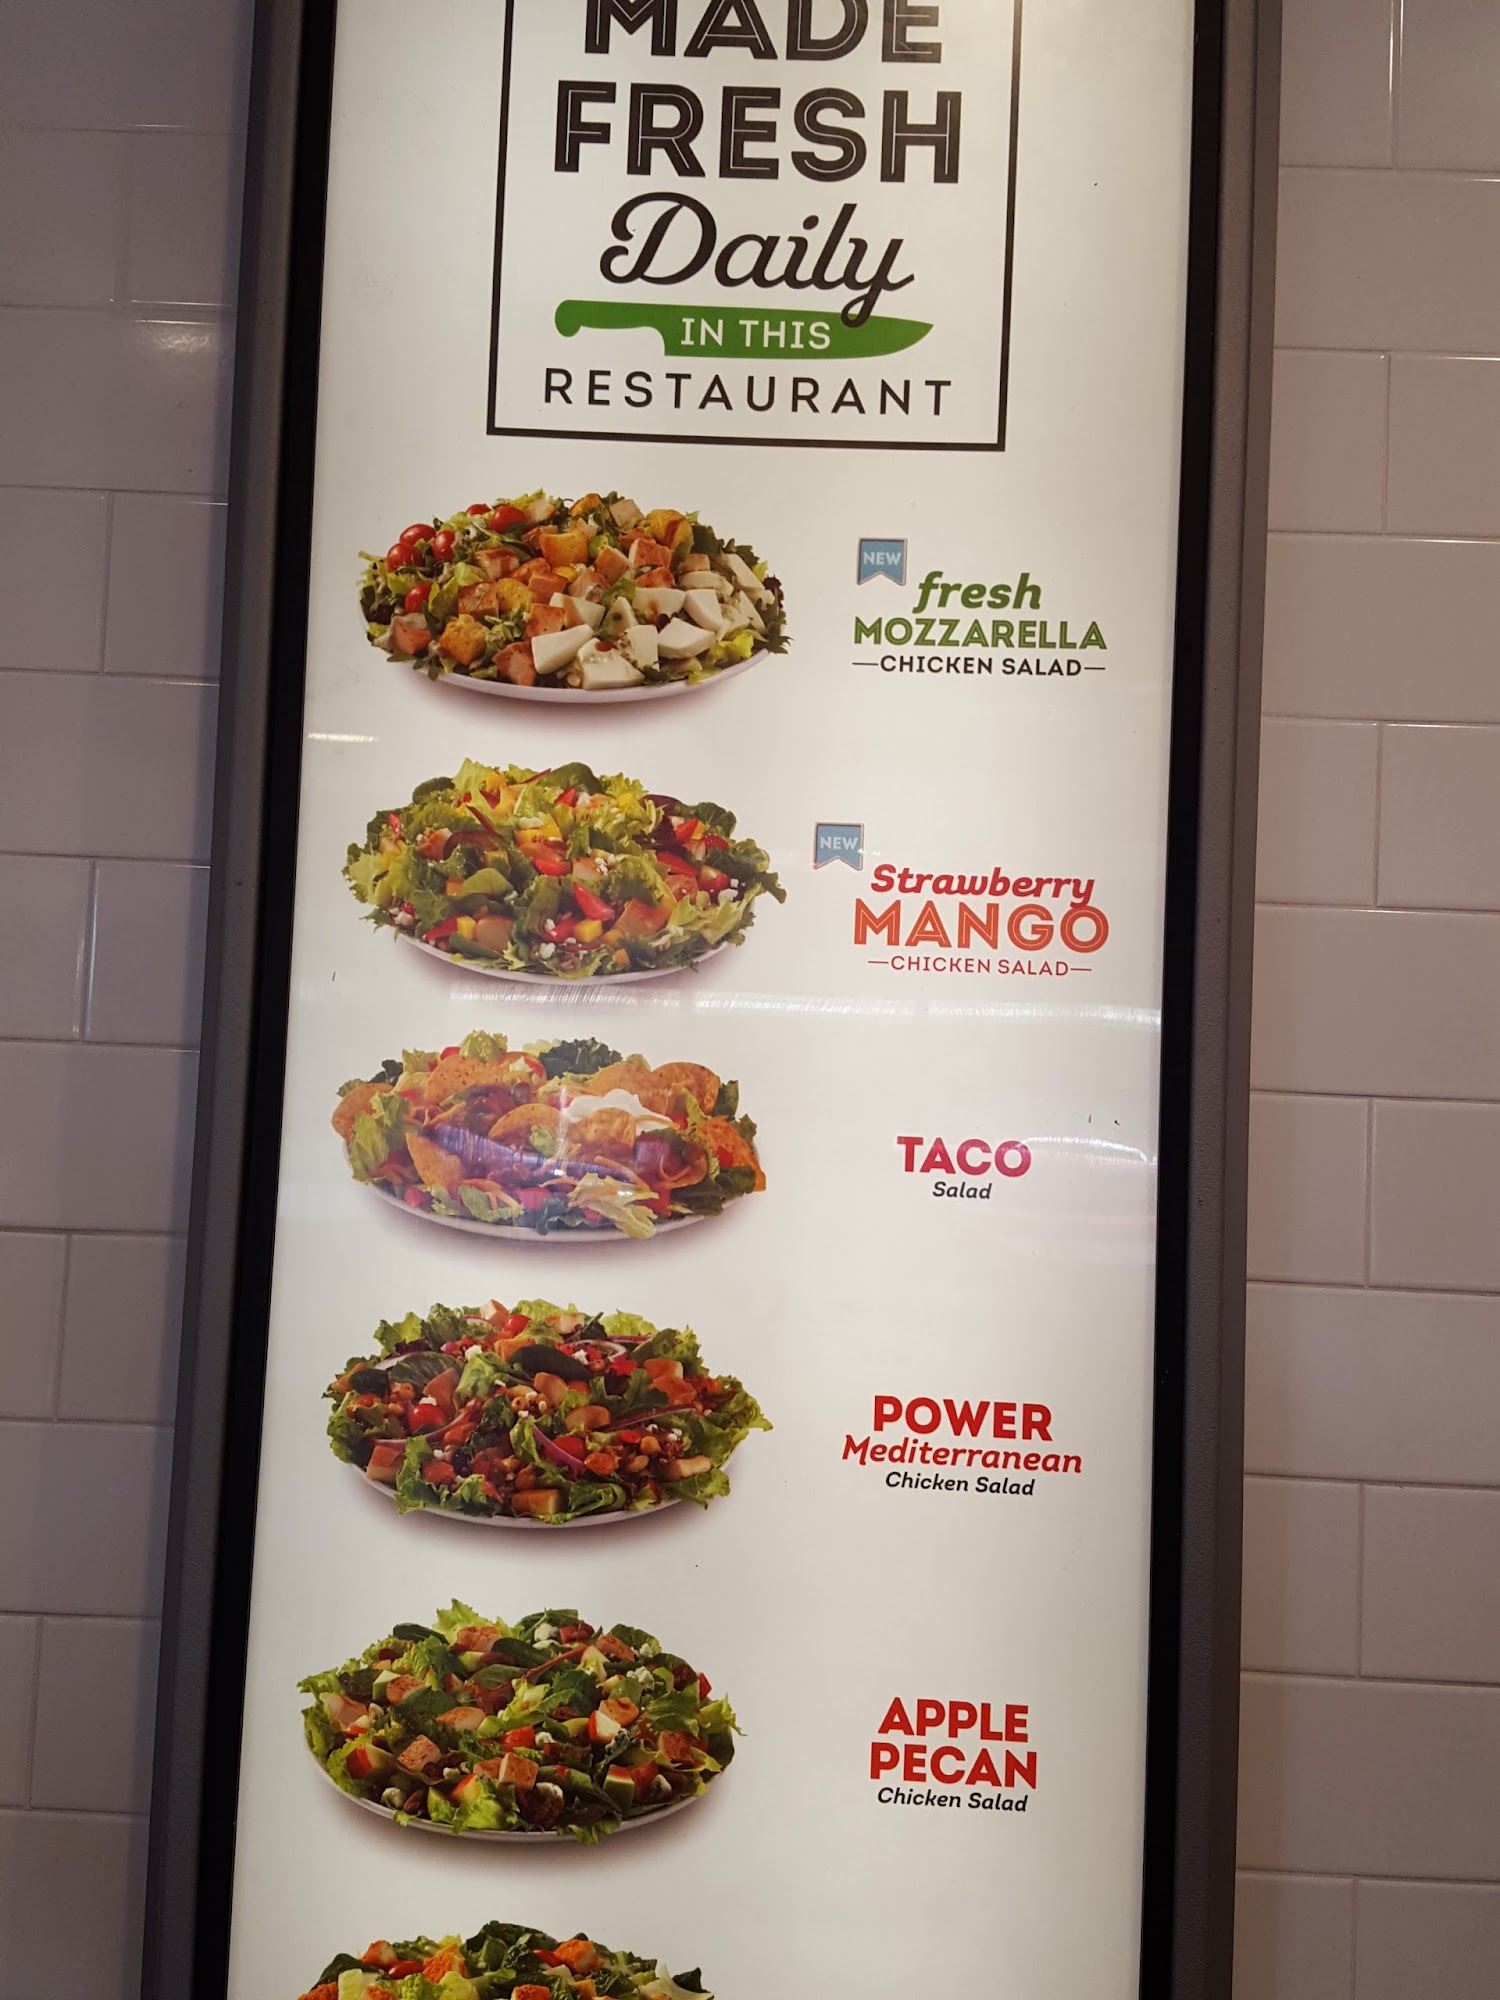 MADE
FRESH
Daily
IN THIS
RESTAURANT
NEW
fresh
MOZZARELLA
—CHICKEN SALAD—
NEW
Strawberry
MANGO
—CHICKEN SALAD—
TACO
Salad
POWER
Mediterranean
Chicken Salad
APPLE
PECAN
Chicken Salad